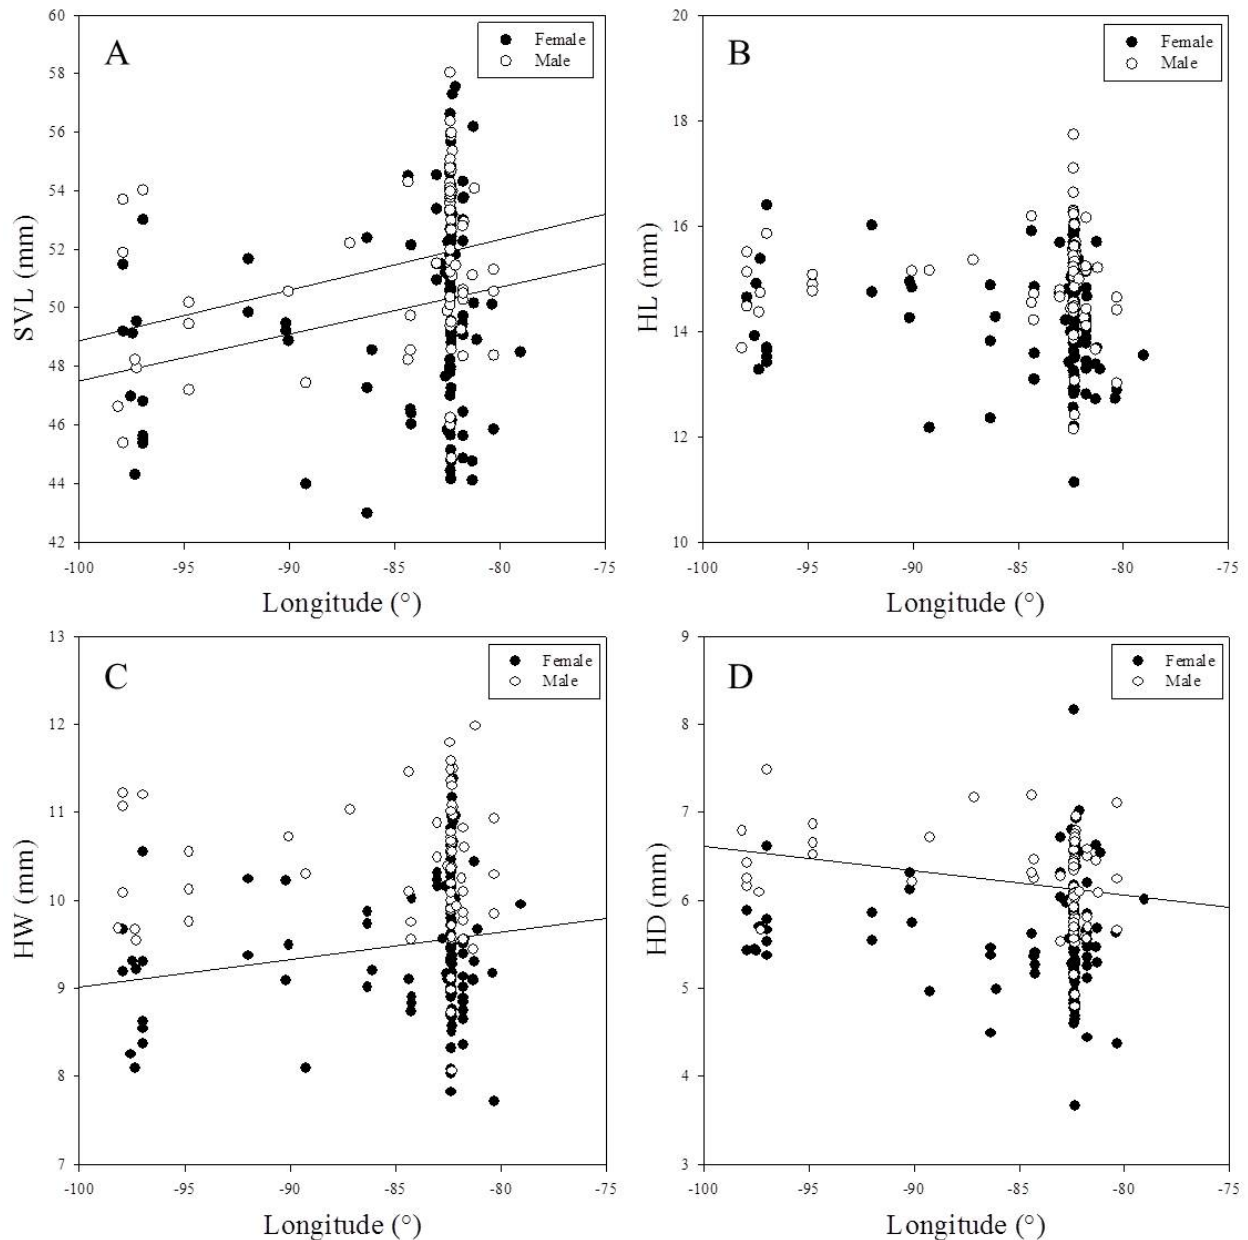 A
Female
Male
60
58
56
54
52
50
48
46
44
42
SVL (mm)
-100
-95
-90
-85
-80
-75
Longitude (°)
B
Female
Male
20
18
16
14
12
10
HL (mm)
-100
-95
-90
-85
-80
-75
Longitude (°)
C
Female
Male
13
12
11
10
9
8
7
HW (mm)
-100
-95
-90
-85
-80
-75
Longitude (°)
D
Female
Male
9
8
7
6
5
4
3
HD (mm)
-100
-95
-90
-85
-80
-75
Longitude (°)